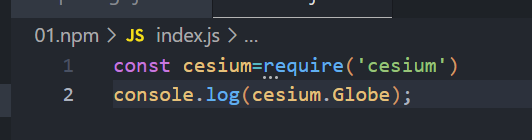 01.npm > JS index.js > ...
1 const cesium=require('cesium')
2 console.log(cesium.Globe);